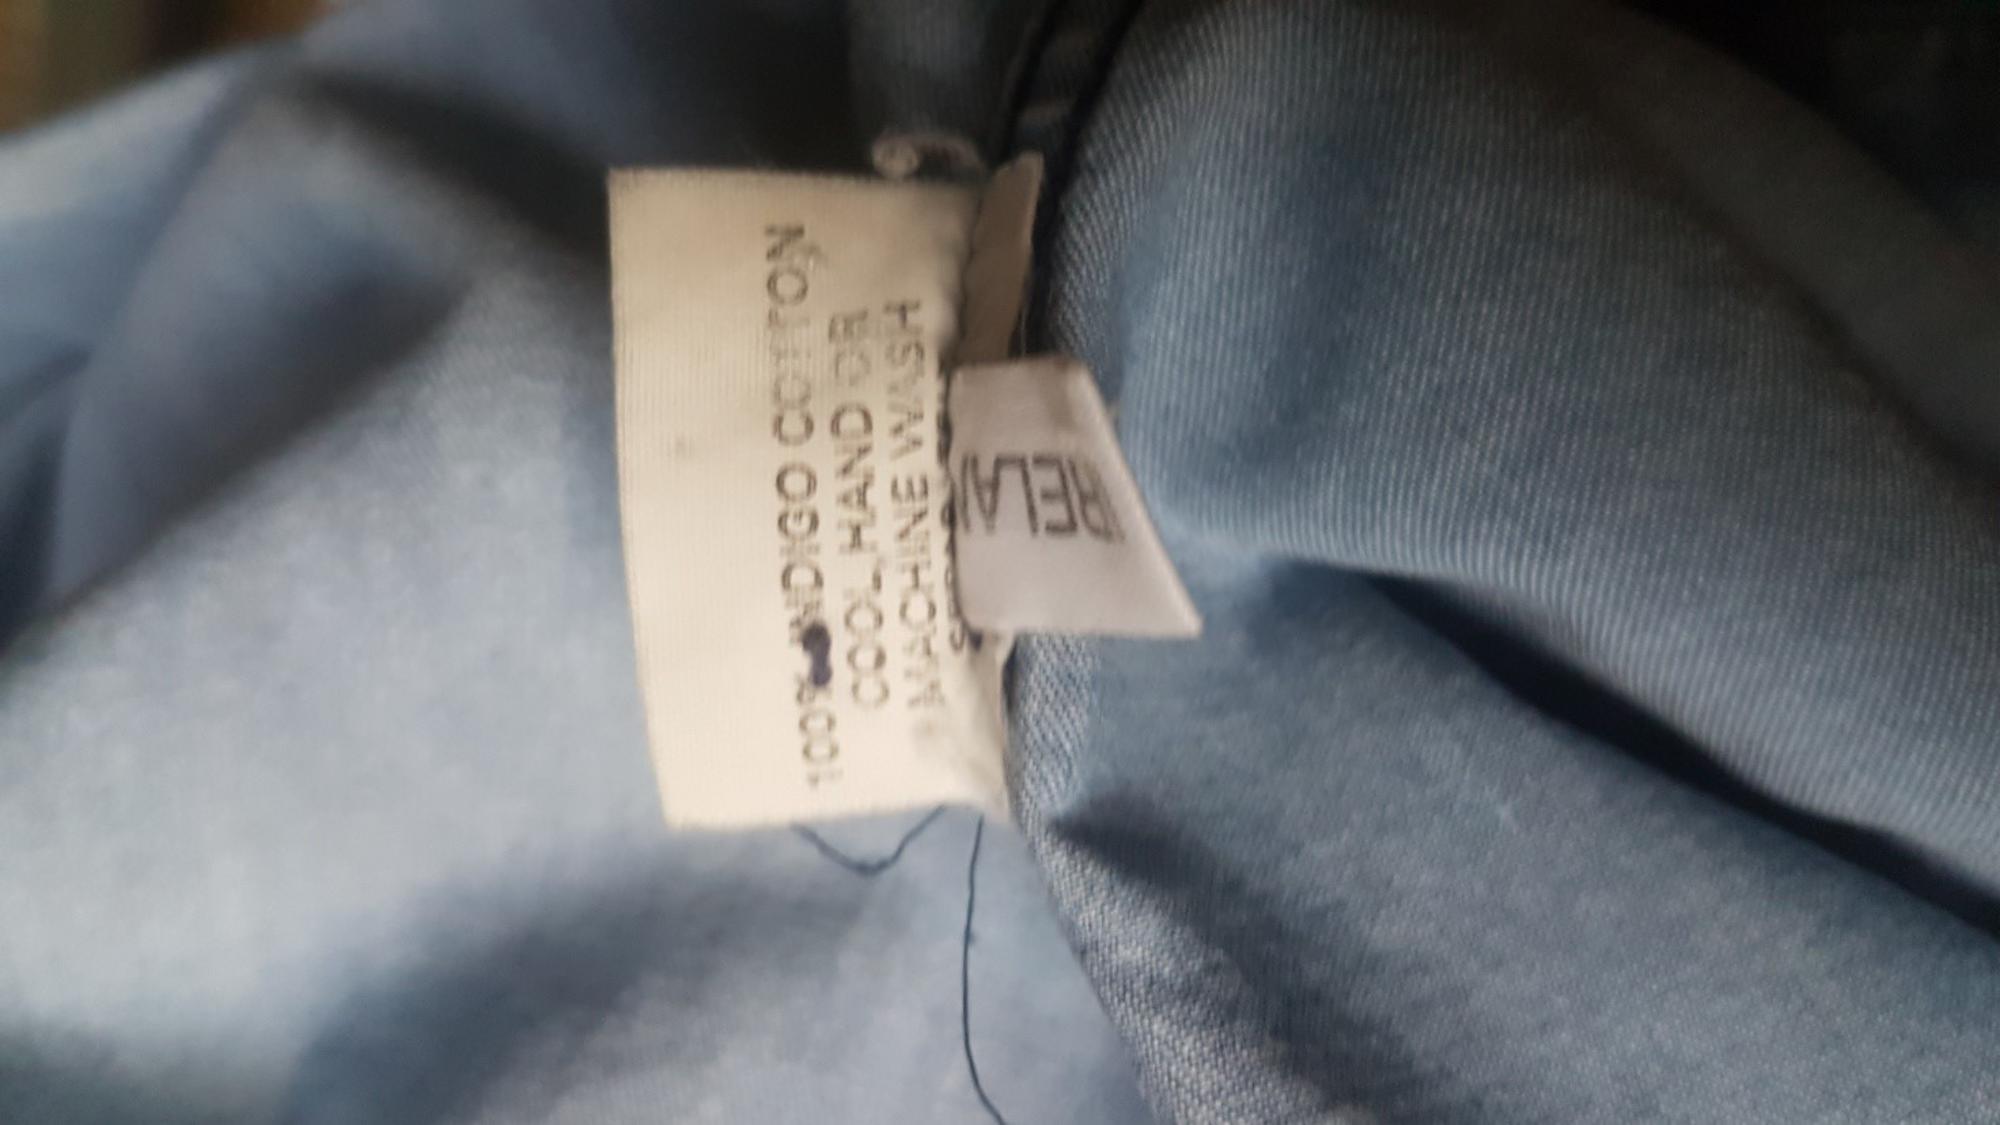 100% INDIGO COTTON
COOL, HAND OR
MACHINE WASH